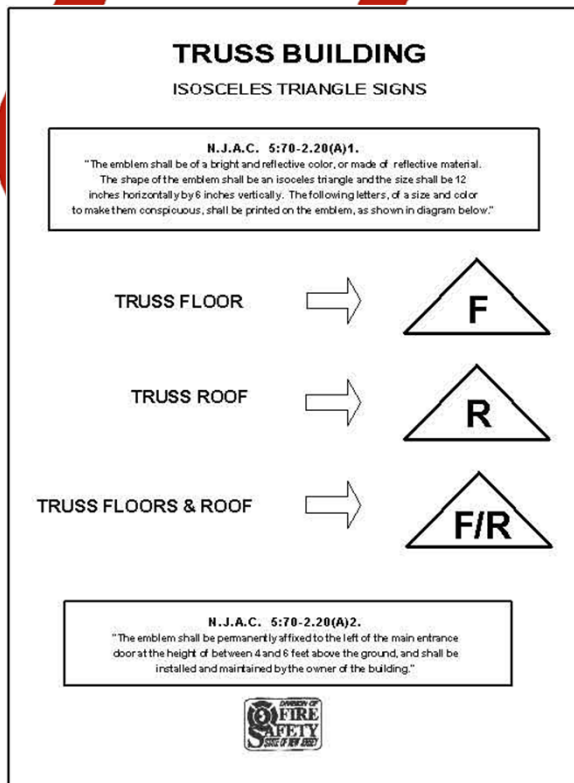 TRUSS BUILDING
ISOSCELES TRIANGLE SIGNS
N.J.A.C. 5:70-2.20(A)1.
"The emblem shall be of a bright and reflective color, or made of reflective material.
The shape of the emblem shall be an isoceles triangle and the size shall be 12
inches horizontally by 6 inches vertically. The following letters, of a size and color
to make them conspicuous, shall be printed on the emblem, as shown in diagram below."
TRUSS FLOOR
F
TRUSS ROOF
R
TRUSS FLOORS & ROOF
F/R
N.J.A.C. 5:70-2.20(A)2.
"The emblem shall be permanently affixed to the left of the main entrance
door at the height of between 4 and 6 feet above the ground, and shall be
installed and maintained by the owner of the building."
DIVISION OF
FIRE
SAFETY
STATE OF NEW JERSEY